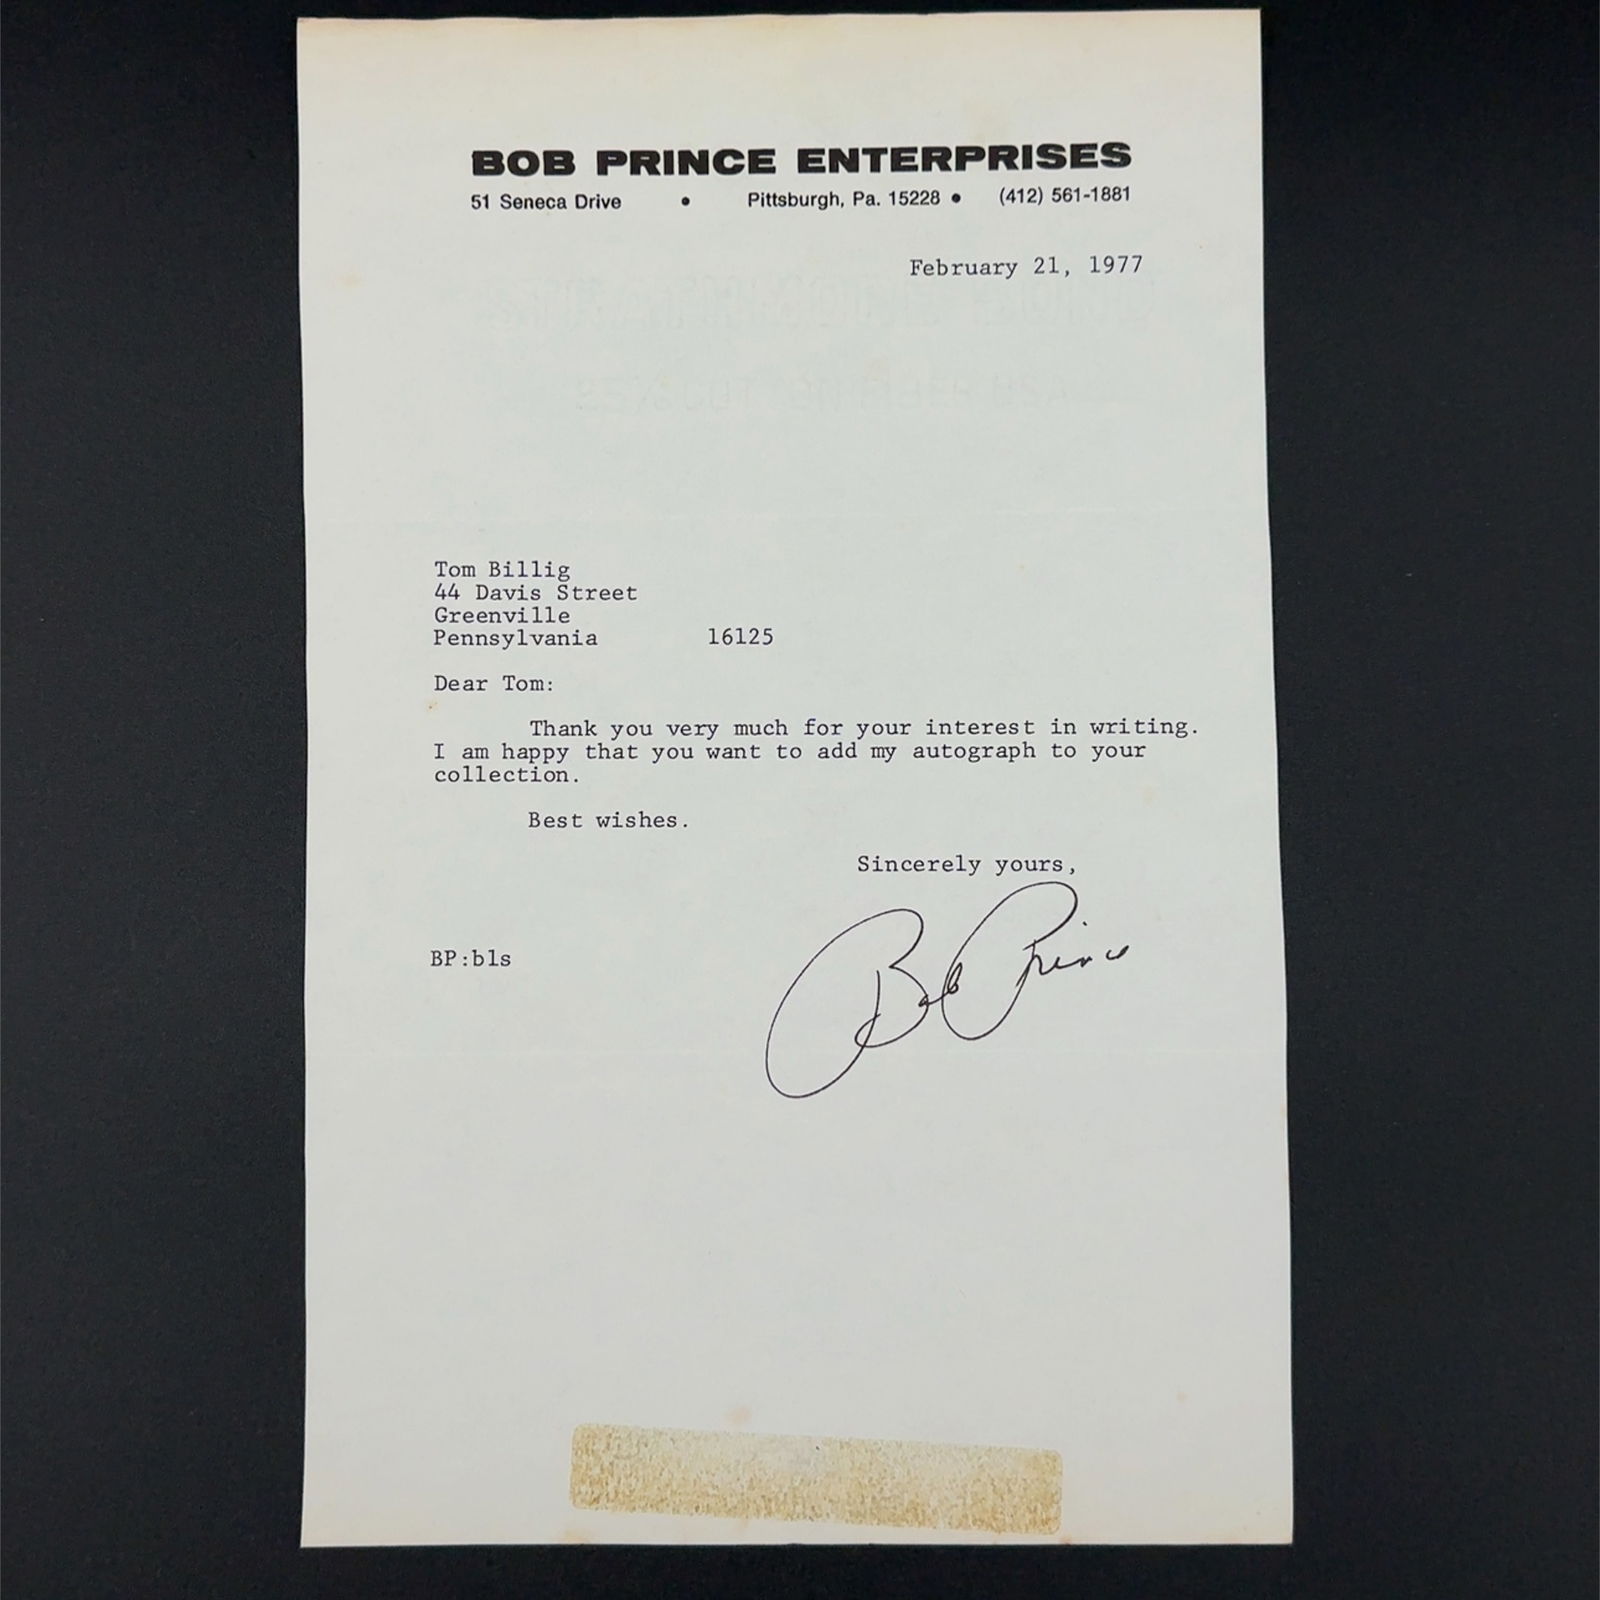 BOB PRINCE ENTERPRISES
51 Seneca Drive • Pittsburgh, Pa. 15228 • (412) 561-1881
February 21, 1977
Tom Billig
44 Davis Street
Greenville
Pennsylvania 16125
Dear Tom:
Thank you very much for your interest in writing.
I am happy that you want to add my autograph to your
collection.
Best wishes.
Sincerely yours,
Bob Prince
BP:bls